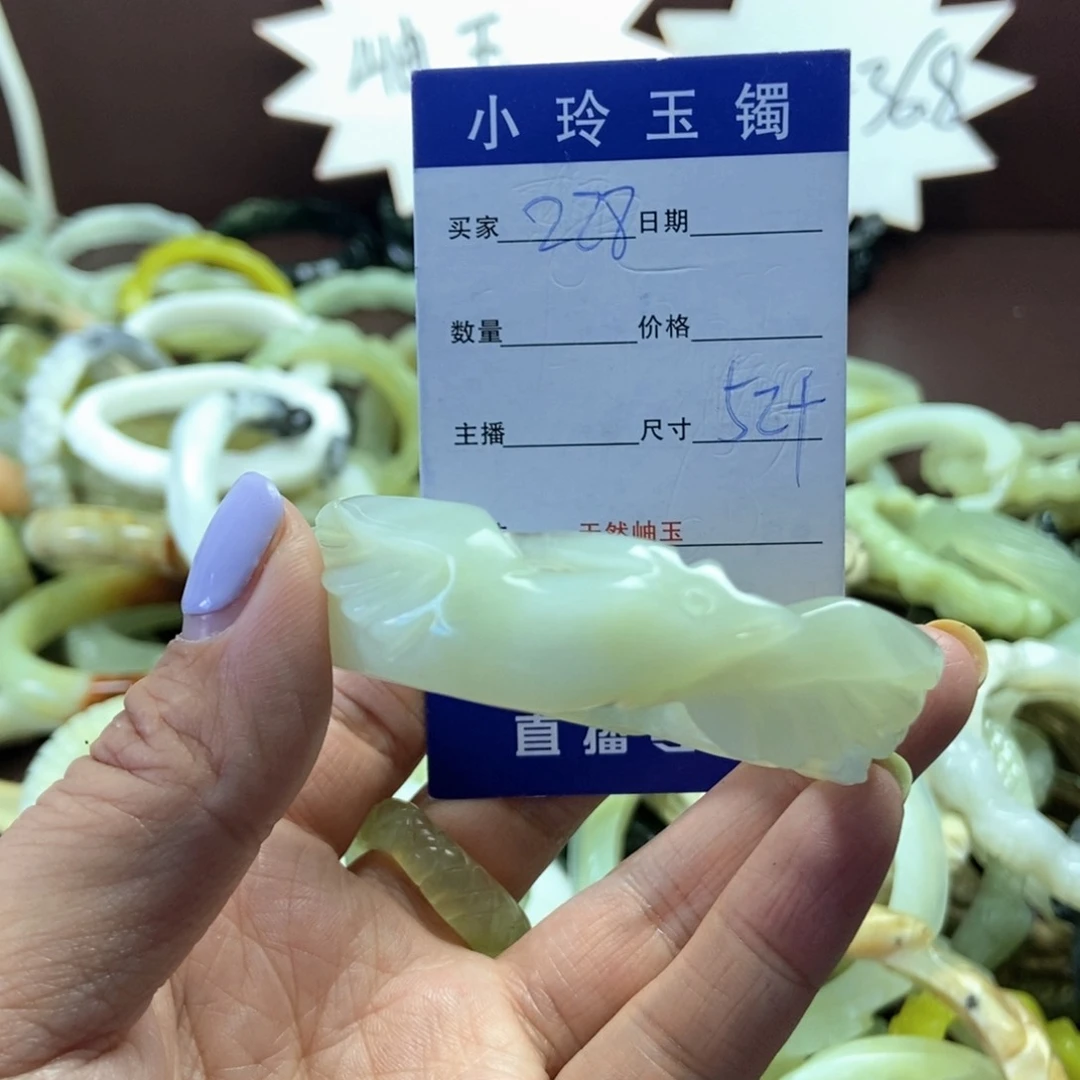 岫玉
368
小玲玉镯
买家 228 日期
数量 价格
主播 尺寸 524
天然岫玉
直播